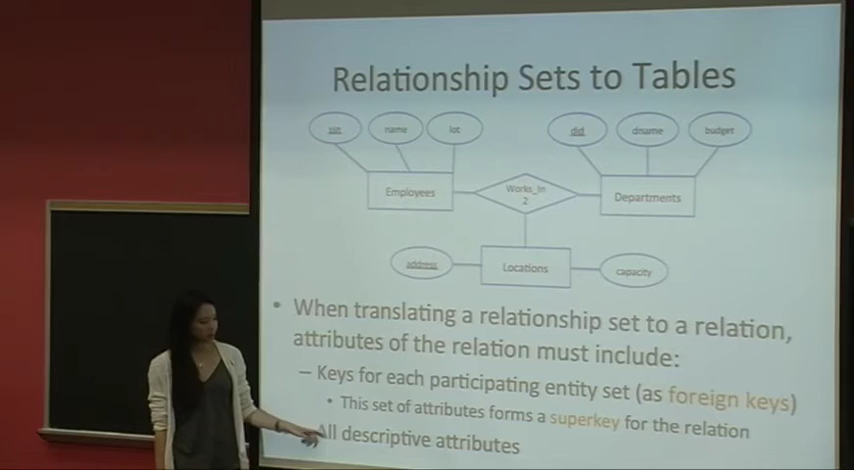 Relationship Sets to Tables
ssn name lot did dname budget
Employees Works_In Departments
2
address Locations capacity
• When translating a relationship set to a relation,
attributes of the relation must include:
– Keys for each participating entity set (as foreign keys)
• This set of attributes forms a superkey for the relation
All descriptive attributes